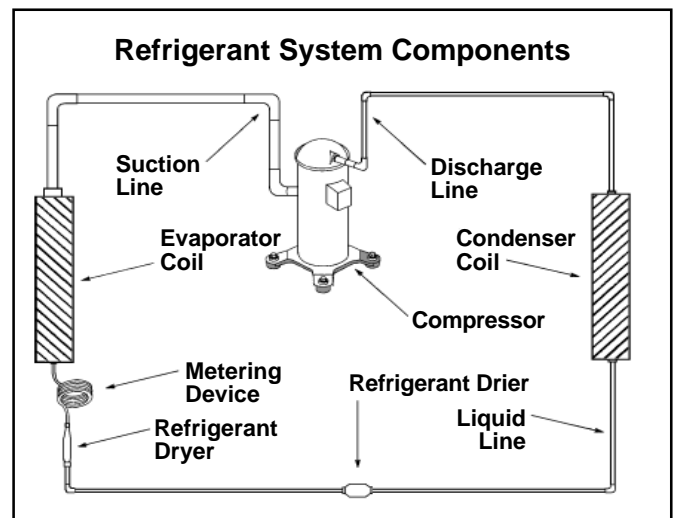 Refrigerant System Components
Suction
Line
Discharge
Line
Evaporator
Coil
Condenser
Coil
Compressor
Metering
Device
Refrigerant Drier
Refrigerant
Dryer
Liquid
Line